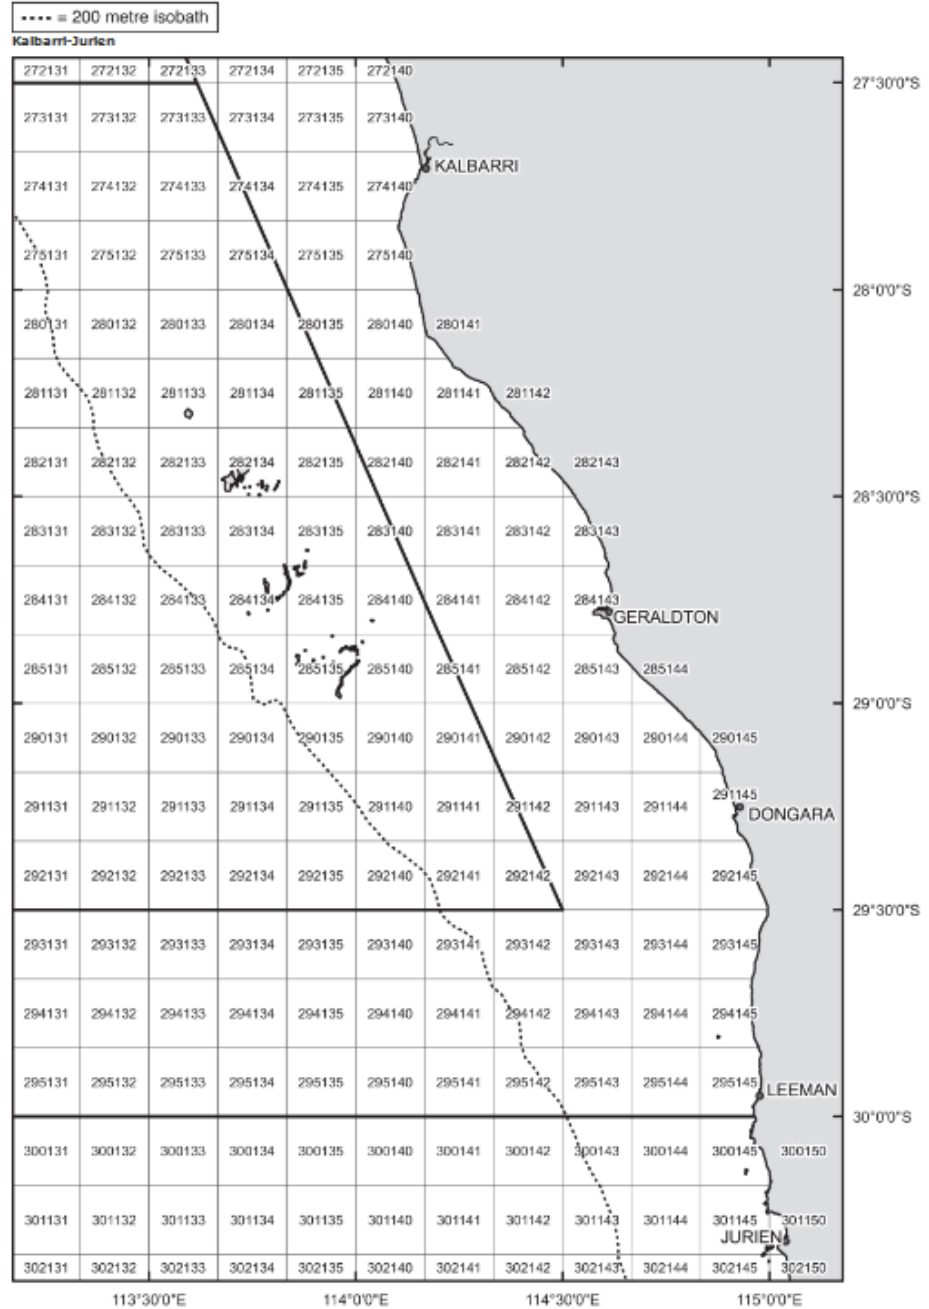 = 200 metre isobath
Kalbarri-Jurien
272131 272132 272133 272134 272135 272140
27°30'0"S
273131 273132 273133 273134 273135 273140
KALBARRI
274131 274132 274133 274134 274135 274140
275131 275132 275133 275134 275135 275140
28°0'0"S
280131 280132 280133 280134 280135 280140 280141
281131 281132 281133 281134 281135 281140 281141 281142
282131 282132 282133 282134 282135 282140 282141 282142 282143
28°30'0"S
283131 283132 283133 283134 283135 283140 283141 283142 283143
284131 284132 284133 284134 284135 284140 284141 284142 284143
GERALDTON
285131 285132 285133 285134 285135 285140 285141 285142 285143 285144
29°0'0"S
290131 290132 290133 290134 290135 290140 290141 290142 290143 290144 290145
291131 291132 291133 291134 291135 291140 291141 291142 291143 291144 291145
DONGARA
292131 292132 292133 292134 292135 292140 292141 292142 292143 292144 292145
29°30'0"S
293131 293132 293133 293134 293135 293140 293141 293142 293143 293144 293145
294131 294132 294133 294134 294135 294140 294141 294142 294143 294144 294145
295131 295132 295133 295134 295135 295140 295141 295142 295143 295144 295145
LEEMAN
30°0'0"S
300131 300132 300133 300134 300135 300140 300141 300142 300143 300144 300145 300150
301131 301132 301133 301134 301135 301140 301141 301142 301143 301144 301145 301150
JURIEN
302131 302132 302133 302134 302135 302140 302141 302142 302143 302144 302145 302150
113°30'0"E 114°0'0"E 114°30'0"E 115°0'0"E